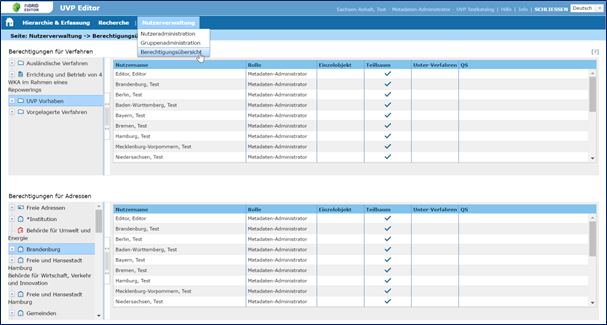 INGRID EDITOR UVP Editor Sachsen-Anhalt, Test - Metadaten-Administrator - UVP Testkatalog | Hilfe | Info | SCHLIESSEN Deutsch
Hierarchie & Erfassung Recherche Nutzerverwaltung
Nutzeradministration
Gruppenadministration
Berechtigungsübersicht
Seite: Nutzerverwaltung -> Berechtigungsü
Berechtigungen für Verfahren [?]
Ausländische Verfahren
Errichtung und Betrieb von 4
WKA im Rahmen eines
Repowerings
UVP Vorhaben
Vorgelagerte Verfahren
Nutzername Rolle Einzelobjekt Teilbaum Unter-Verfahren QS
Editor, Editor Metadaten-Administrator
Brandenburg, Test Metadaten-Administrator
Berlin, Test Metadaten-Administrator
Baden-Württemberg, Test Metadaten-Administrator
Bayern, Test Metadaten-Administrator
Bremen, Test Metadaten-Administrator
Hamburg, Test Metadaten-Administrator
Mecklenburg-Vorpommern, Test Metadaten-Administrator
Niedersachsen, Test Metadaten-Administrator
Berechtigungen für Adressen
Freie Adressen
*Institution
Behörde für Umwelt und
Energie
Brandenburg
Freie und Hansestadt
Hamburg
Behörde für Wirtschaft, Verkehr
und Innovation
Freie und Hansestadt
Hamburg
Gemeinden
Nutzername Rolle Einzelobjekt Teilbaum Unter-Verfahren QS
Editor, Editor Metadaten-Administrator
Brandenburg, Test Metadaten-Administrator
Berlin, Test Metadaten-Administrator
Baden-Württemberg, Test Metadaten-Administrator
Bayern, Test Metadaten-Administrator
Bremen, Test Metadaten-Administrator
Hamburg, Test Metadaten-Administrator
Mecklenburg-Vorpommern, Test Metadaten-Administrator
Niedersachsen, Test Metadaten-Administrator